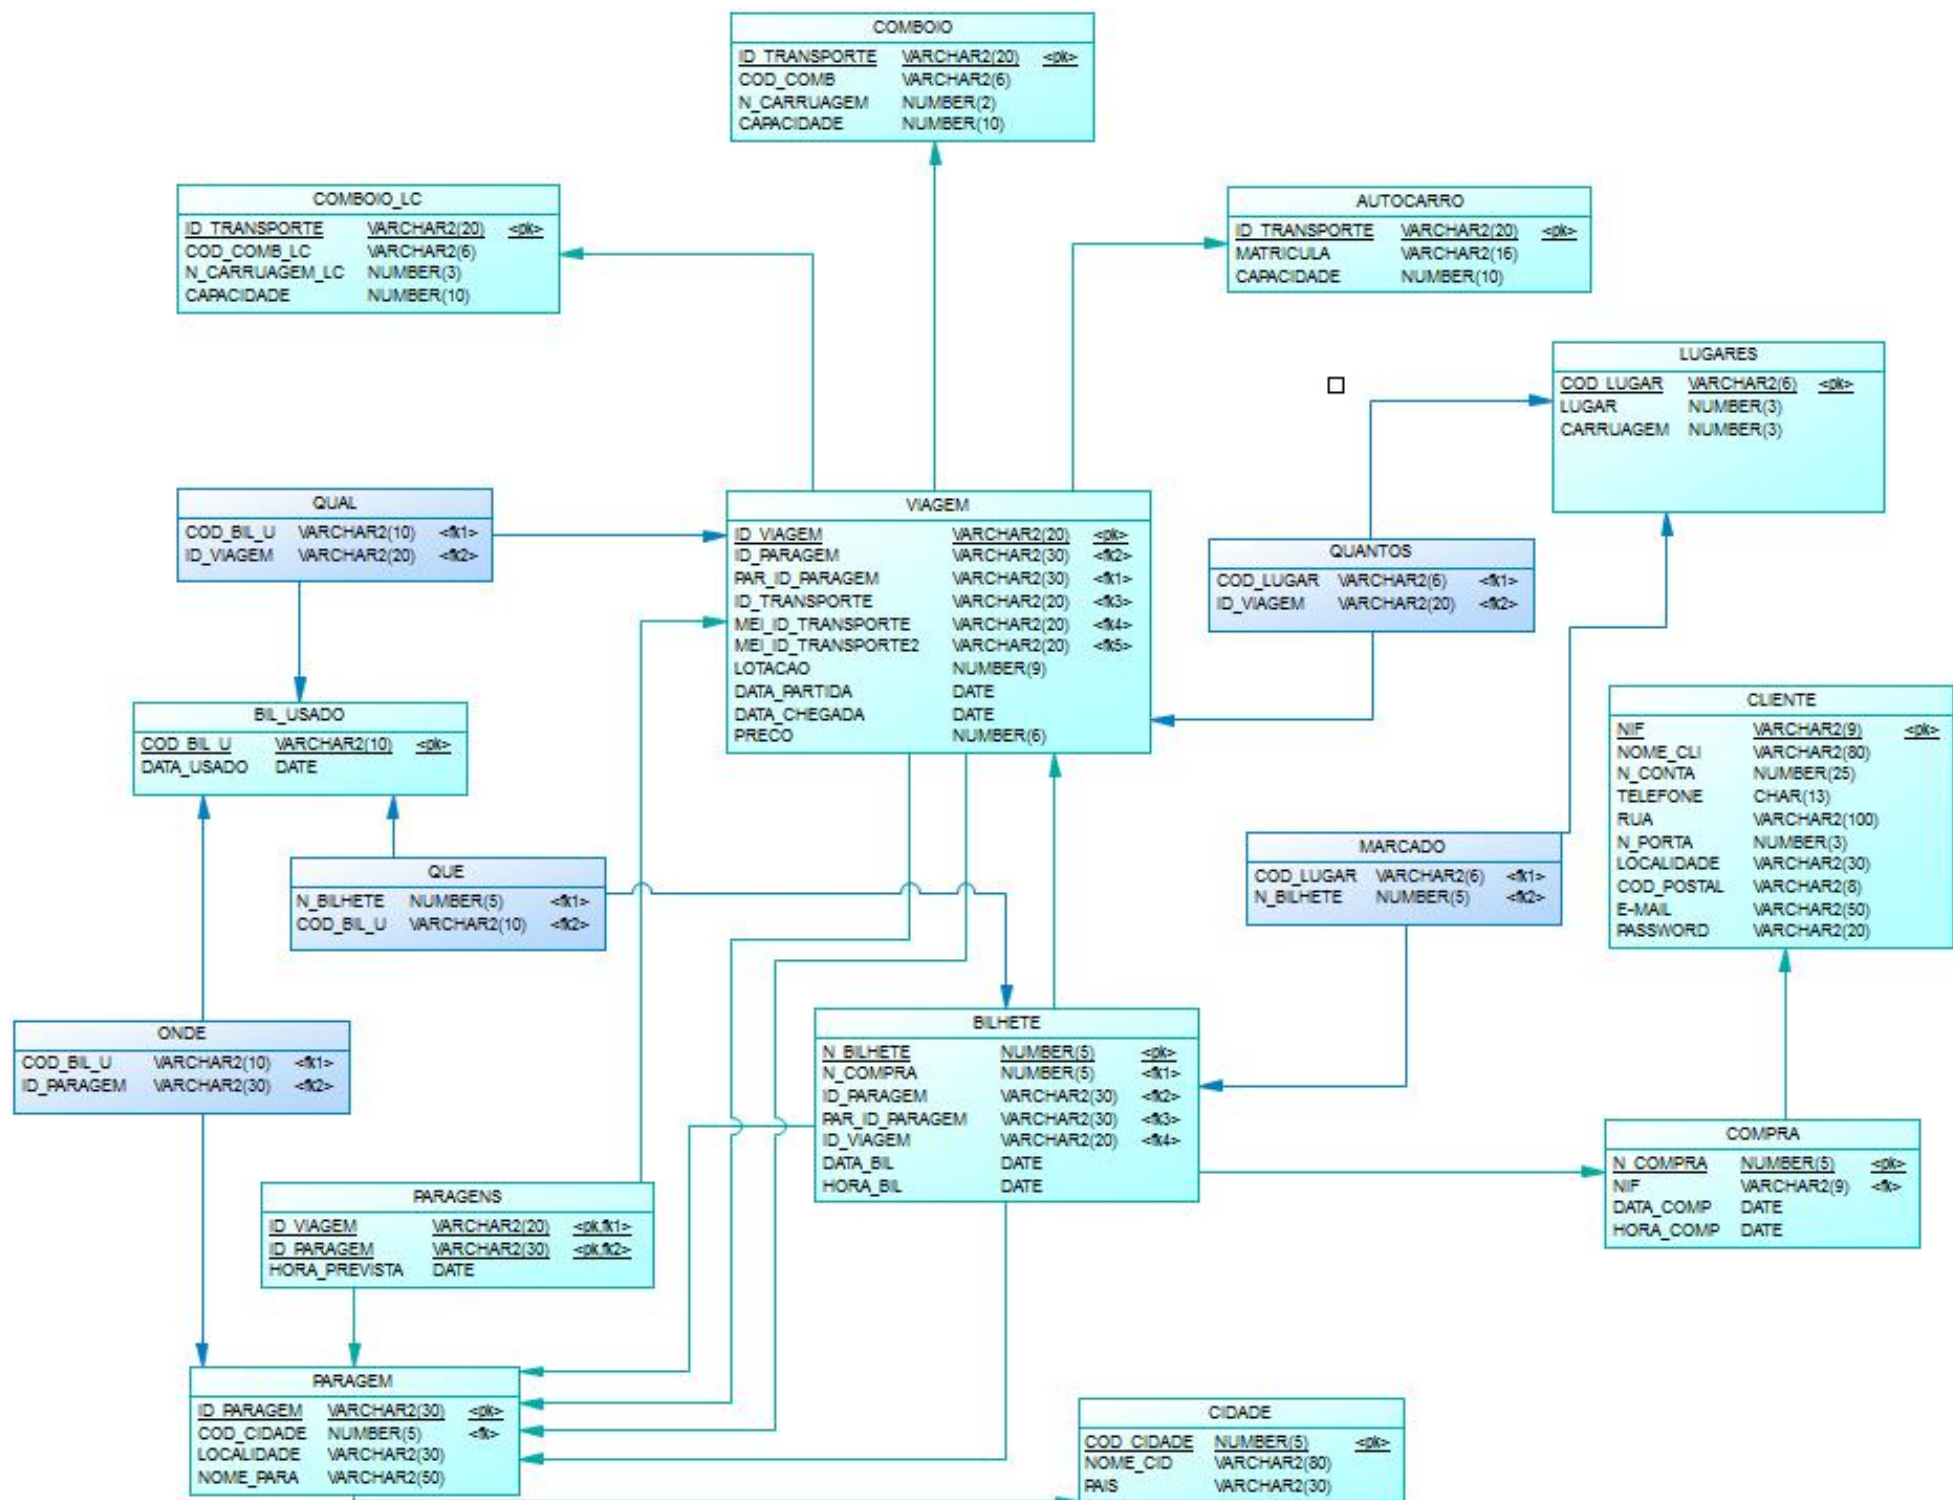 COMBOIO
ID_TRANSPORTE VARCHAR2(20) <pk>
COD_COMB VARCHAR2(6)
N_CARRUAGEM NUMBER(2)
CAPACIDADE NUMBER(10)
COMBOIO_LC
ID_TRANSPORTE VARCHAR2(20) <pk>
COD_COMB_LC VARCHAR2(6)
N_CARRUAGEM_LC NUMBER(3)
CAPACIDADE NUMBER(10)
AUTOCARRO
ID_TRANSPORTE VARCHAR2(20) <pk>
MATRICULA VARCHAR2(16)
CAPACIDADE NUMBER(10)
LUGARES
COD_LUGAR VARCHAR2(6) <pk>
LUGAR NUMBER(3)
CARRUAGEM NUMBER(3)
QUAL
COD_BIL_U VARCHAR2(10) <fk1>
ID_VIAGEM VARCHAR2(20) <fk2>
VIAGEM
ID_VIAGEM VARCHAR2(20) <pk>
ID_PARAGEM VARCHAR2(30) <fk2>
PAR_ID_PARAGEM VARCHAR2(30) <fk1>
ID_TRANSPORTE VARCHAR2(20) <fk3>
MEI_ID_TRANSPORTE VARCHAR2(20) <fk4>
MEI_ID_TRANSPORTE2 VARCHAR2(20) <fk5>
LOTACAO NUMBER(9)
DATA_PARTIDA DATE
DATA_CHEGADA DATE
PRECO NUMBER(6)
QUANTOS
COD_LUGAR VARCHAR2(6) <fk1>
ID_VIAGEM VARCHAR2(20) <fk2>
BIL_USADO
COD_BIL_U VARCHAR2(10) <pk>
DATA_USADO DATE
CLIENTE
NIF VARCHAR2(9) <pk>
NOME_CLI VARCHAR2(80)
N_CONTA NUMBER(25)
TELEFONE CHAR(13)
RUA VARCHAR2(100)
N_PORTA NUMBER(3)
LOCALIDADE VARCHAR2(30)
COD_POSTAL VARCHAR2(8)
E-MAIL VARCHAR2(50)
PASSWORD VARCHAR2(20)
QUE
N_BILHETE NUMBER(5) <fk1>
COD_BIL_U VARCHAR2(10) <fk2>
MARCADO
COD_LUGAR VARCHAR2(6) <fk1>
N_BILHETE NUMBER(5) <fk2>
ONDE
COD_BIL_U VARCHAR2(10) <fk1>
ID_PARAGEM VARCHAR2(30) <fk2>
BILHETE
N_BILHETE NUMBER(5) <pk>
N_COMPRA NUMBER(5) <fk1>
ID_PARAGEM VARCHAR2(30) <fk2>
PAR_ID_PARAGEM VARCHAR2(30) <fk3>
ID_VIAGEM VARCHAR2(20) <fk4>
DATA_BIL DATE
HORA_BIL DATE
COMPRA
N_COMPRA NUMBER(5) <pk>
NIF VARCHAR2(9) <fk>
DATA_COMP DATE
HORA_COMP DATE
PARAGENS
ID_VIAGEM VARCHAR2(20) <pk,fk1>
ID_PARAGEM VARCHAR2(30) <pk,fk2>
HORA_PREVISTA DATE
PARAGEM
ID_PARAGEM VARCHAR2(30) <pk>
COD_CIDADE NUMBER(5) <fk>
LOCALIDADE VARCHAR2(30)
NOME_PARA VARCHAR2(50)
CIDADE
COD_CIDADE NUMBER(5) <pk>
NOME_CID VARCHAR2(80)
PAIS VARCHAR2(30)